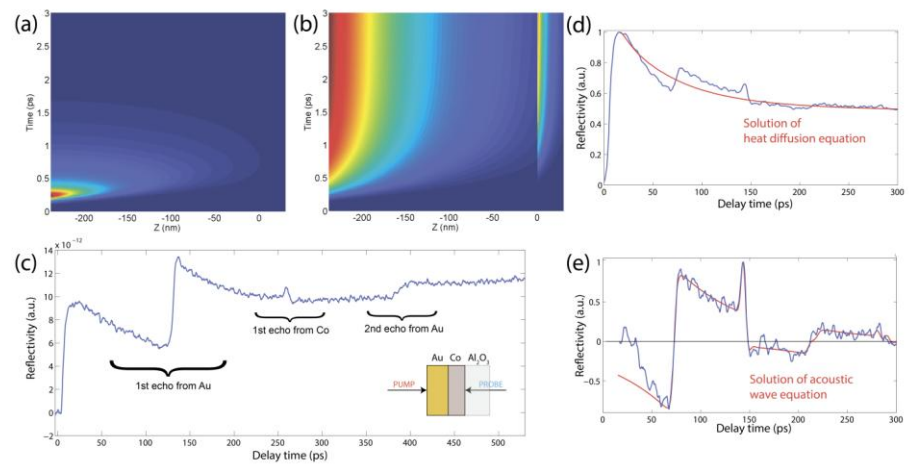 (a)
3
2.5
2
1.5
1
0.5
0
Time (ps)
-200
-150
-100
-50
0
Z (nm)
(b)
3
2.5
2
1.5
1
0.5
0
Time (ps)
-200
-150
-100
-50
0
Z (nm)
(c)
x 10⁻¹²
14
12
10
8
6
4
2
0
−2
Reflectivity (a.u.)
1st echo from Au
1st echo from Co
2nd echo from Au
Au Co Al₂O₃
PUMP
PROBE
0 50 100 150 200 250 300 350 400 450 500
Delay time (ps)
(d)
1
0.8
0.6
0.4
0.2
0
Reflectivity (a.u.)
Solution of
heat diffusion equation
0 50 100 150 200 250 300
Delay time (ps)
(e)
1
0.5
0
-0.5
Reflectivity (a.u.)
Solution of acoustic
wave equation
0 50 100 150 200 250 300
Delay time (ps)